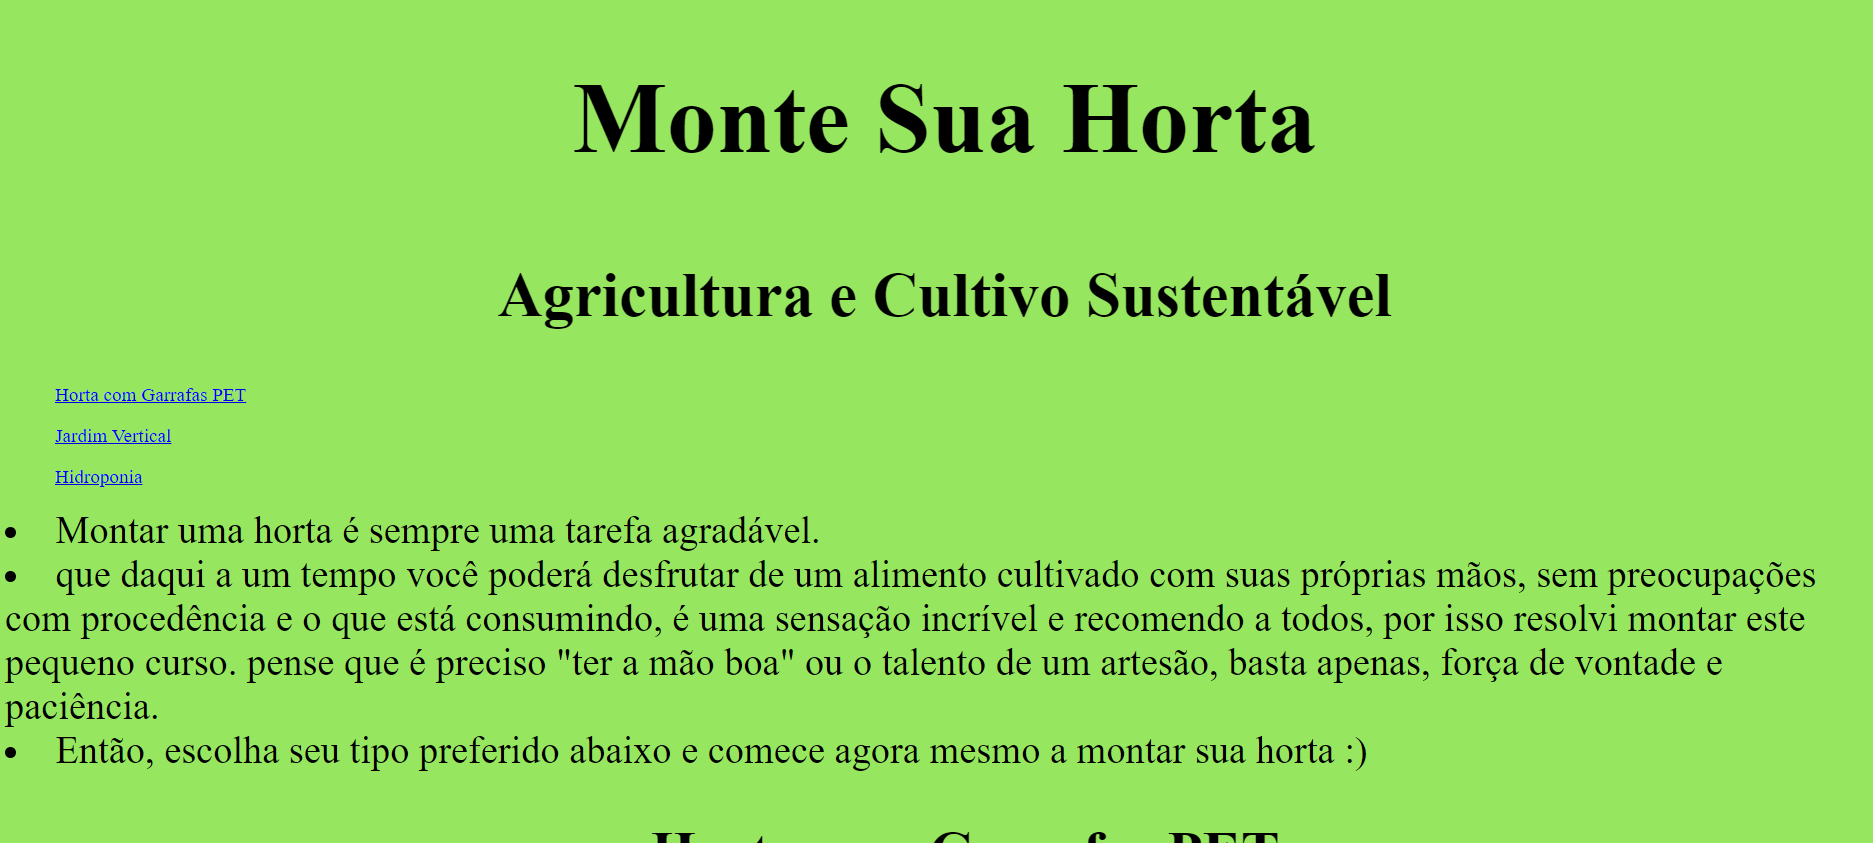 Monte Sua Horta
Agricultura e Cultivo Sustentável
Horta com Garrafas PET
Jardim Vertical
Hidroponia
• Montar uma horta é sempre uma tarefa agradável.
• que daqui a um tempo você poderá desfrutar de um alimento cultivado com suas próprias mãos, sem preocupações
com procedência e o que está consumindo, é uma sensação incrível e recomendo a todos, por isso resolvi montar este
pequeno curso. pense que é preciso "ter a mão boa" ou o talento de um artesão, basta apenas, força de vontade e
paciência.
• Então, escolha seu tipo preferido abaixo e comece agora mesmo a montar sua horta :)
Horta com Garrafas PET